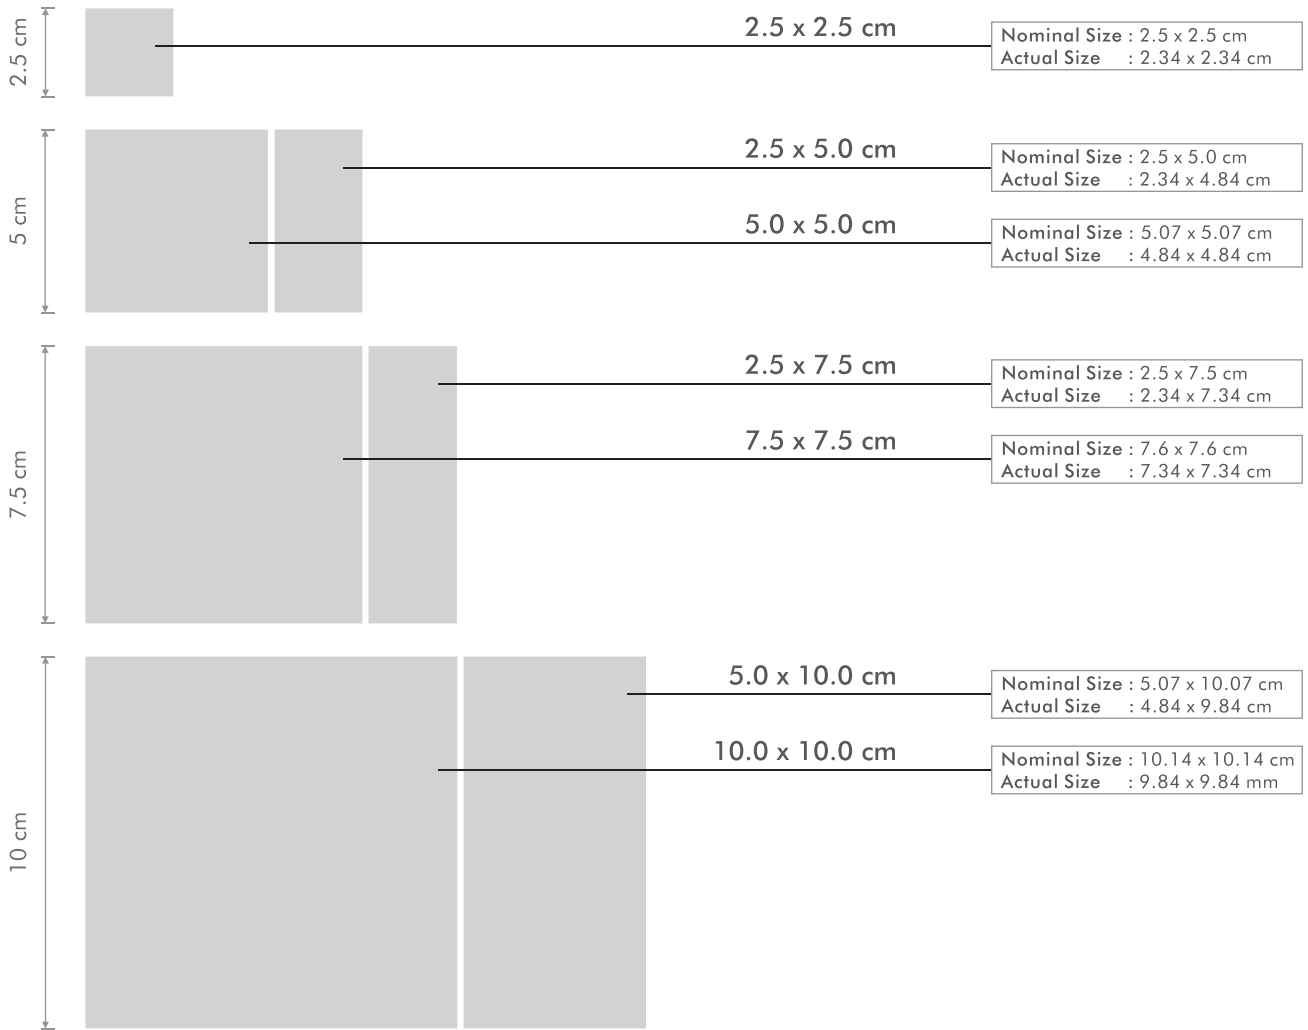 2.5 cm
2.5 x 2.5 cm
Nominal Size : 2.5 x 2.5 cm
Actual Size : 2.34 x 2.34 cm
5 cm
2.5 x 5.0 cm
Nominal Size : 2.5 x 5.0 cm
Actual Size : 2.34 x 4.84 cm
5.0 x 5.0 cm
Nominal Size : 5.07 x 5.07 cm
Actual Size : 4.84 x 4.84 cm
7.5 cm
2.5 x 7.5 cm
Nominal Size : 2.5 x 7.5 cm
Actual Size : 2.34 x 7.34 cm
7.5 x 7.5 cm
Nominal Size : 7.6 x 7.6 cm
Actual Size : 7.34 x 7.34 cm
10 cm
5.0 x 10.0 cm
Nominal Size : 5.07 x 10.07 cm
Actual Size : 4.84 x 9.84 cm
10.0 x 10.0 cm
Nominal Size : 10.14 x 10.14 cm
Actual Size : 9.84 x 9.84 mm